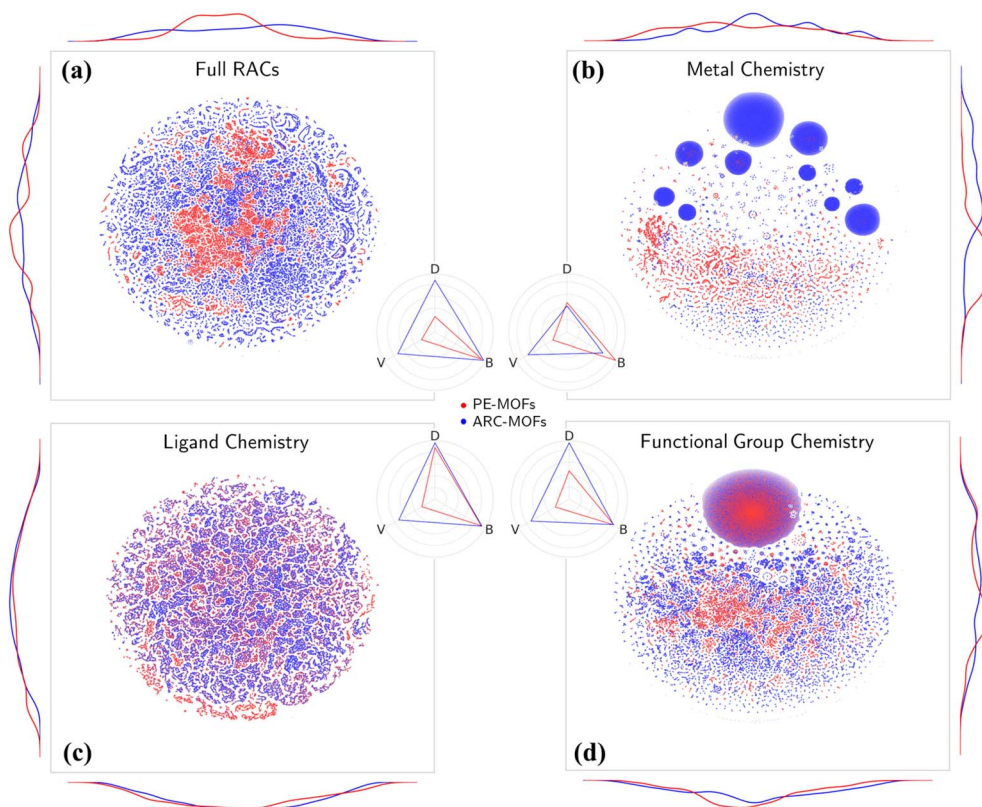 (a)
Full RACs
(b)
Metal Chemistry
D
V
B
D
V
B
PE-MOFs
ARC-MOFs
Ligand Chemistry
D
V
B
D
V
B
Functional Group Chemistry
(c)
(d)